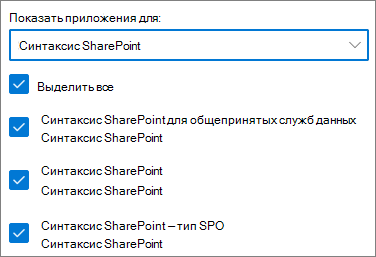 Показать приложения для:
Синтаксис SharePoint
Выделить все
Синтаксис SharePoint для общепринятых служб данных
Синтаксис SharePoint
Синтаксис SharePoint
Синтаксис SharePoint
Синтаксис SharePoint – тип SPO
Синтаксис SharePoint